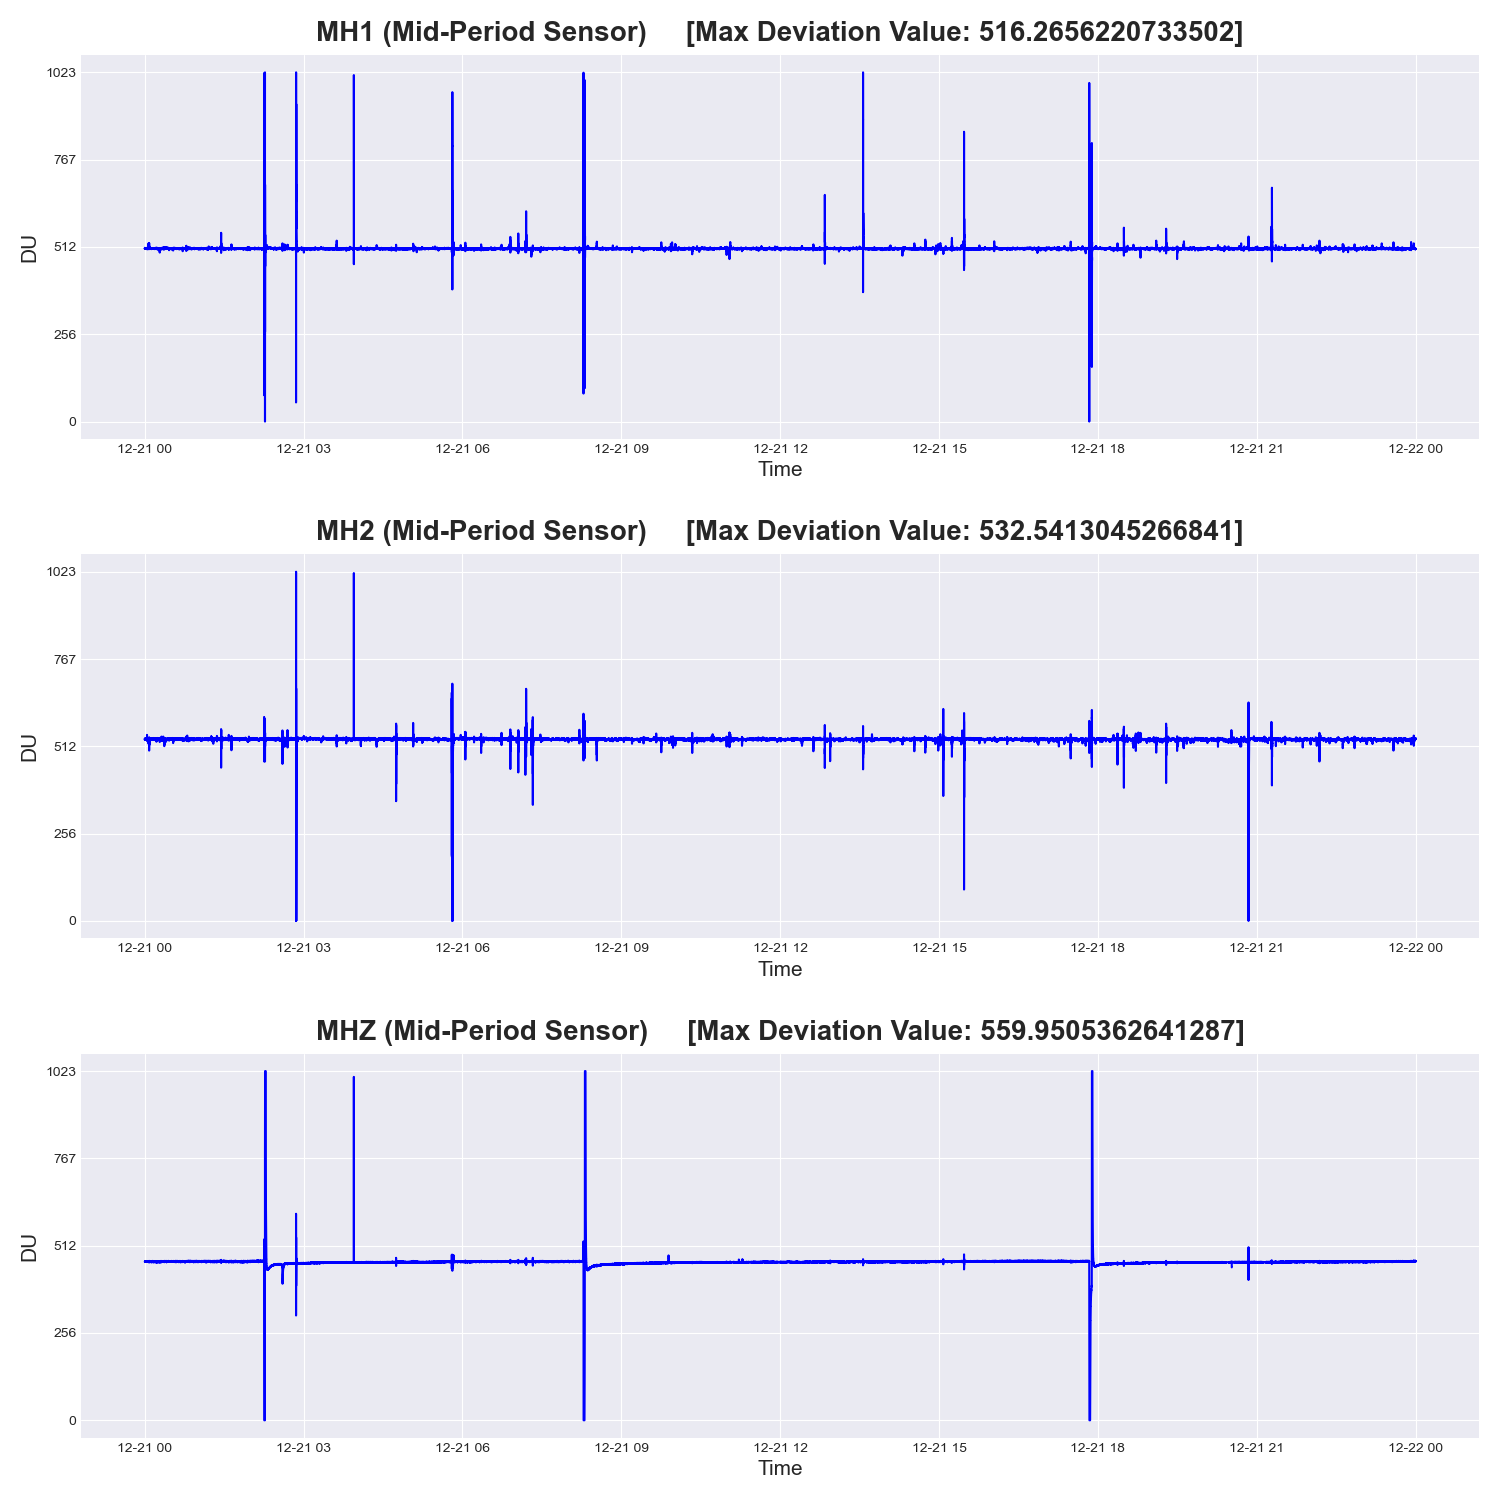 MH1 (Mid-Period Sensor) [Max Deviation Value: 516.2656220733502]
1023
767
512
256
0
DU
12-21 00 12-21 03 12-21 06 12-21 09 12-21 12 12-21 15 12-21 18 12-21 21 12-22 00
Time
MH2 (Mid-Period Sensor) [Max Deviation Value: 532.5413045266841]
1023
767
512
256
0
DU
12-21 00 12-21 03 12-21 06 12-21 09 12-21 12 12-21 15 12-21 18 12-21 21 12-22 00
Time
MHZ (Mid-Period Sensor) [Max Deviation Value: 559.9505362641287]
1023
767
512
256
0
DU
12-21 00 12-21 03 12-21 06 12-21 09 12-21 12 12-21 15 12-21 18 12-21 21 12-22 00
Time